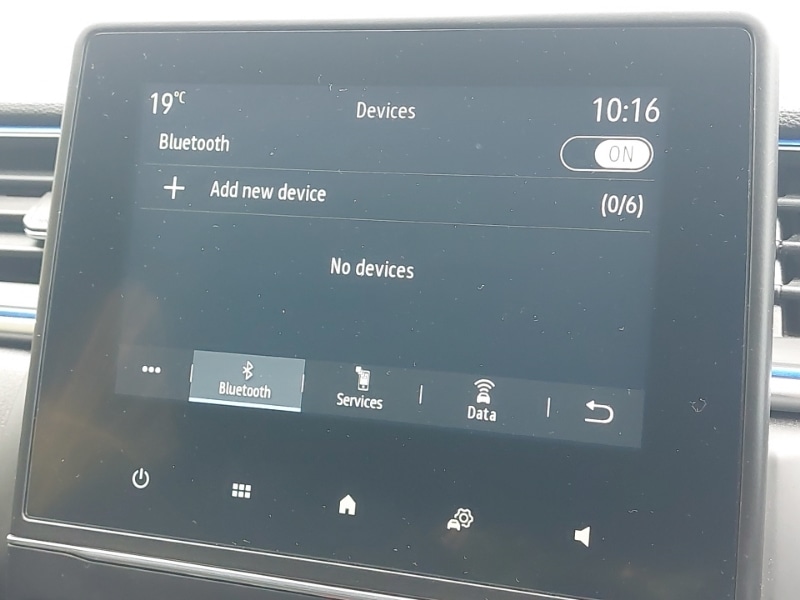 19°C Devices 10:16
Bluetooth ON
+ Add new device (0/6)
No devices
... Bluetooth Services Data